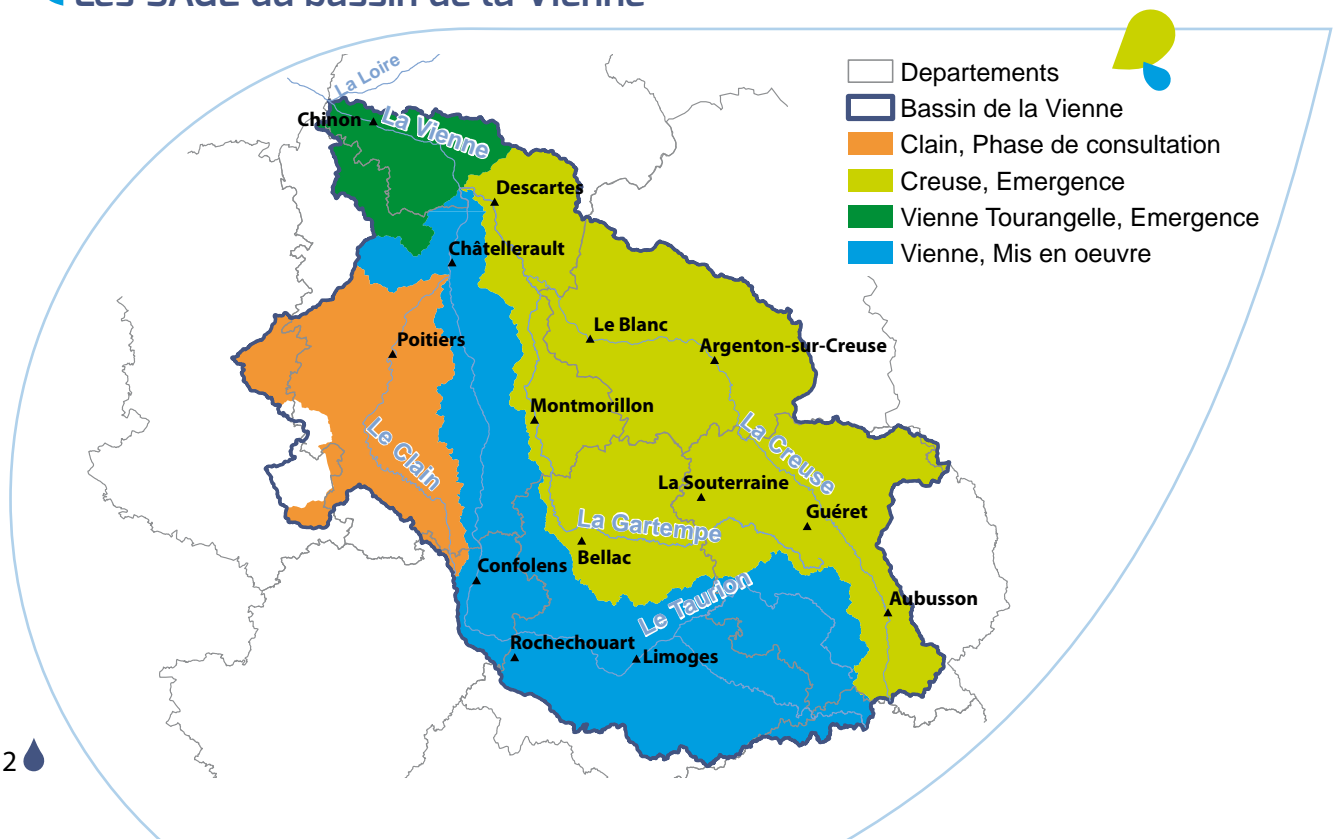 Les SAGE du bassin de la Vienne
La Loire
Departements
Bassin de la Vienne
Clain, Phase de consultation
Creuse, Emergence
Vienne Tourangelle, Emergence
Vienne, Mis en oeuvre
Chinon
La Vienne
Descartes
Châtellerault
Le Blanc
Poitiers
Argenton-sur-Creuse
Montmorillon
Le Clain
La Creuse
La Souterraine
Guéret
La Gartempe
Bellac
Confolens
Le Taurion
Aubusson
Rochechouart
Limoges
2